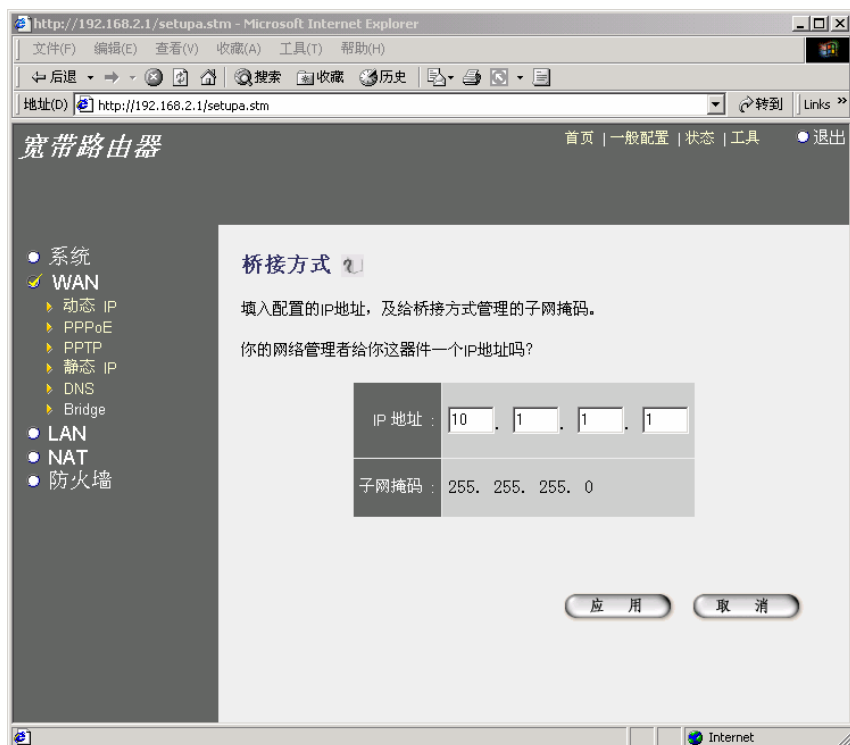 http://192.168.2.1/setupa.stm - Microsoft Internet Explorer
文件(F) 编辑(E) 查看(V) 收藏(A) 工具(T) 帮助(H)
后退 搜索 收藏 历史
地址(D) http://192.168.2.1/setupa.stm 转到 Links »
宽带路由器
首页 | 一般配置 | 状态 | 工具 退出
系统
WAN
动态 IP
PPPoE
PPTP
静态 IP
DNS
Bridge
LAN
NAT
防火墙
桥接方式
填入配置的IP地址，及给桥接方式管理的子网掩码。
你的网络管理者给你这器件一个IP地址吗?
IP 地址 : 10 . 1 . 1 . 1
子网掩码 : 255. 255. 255. 0
应 用 取 消
Internet